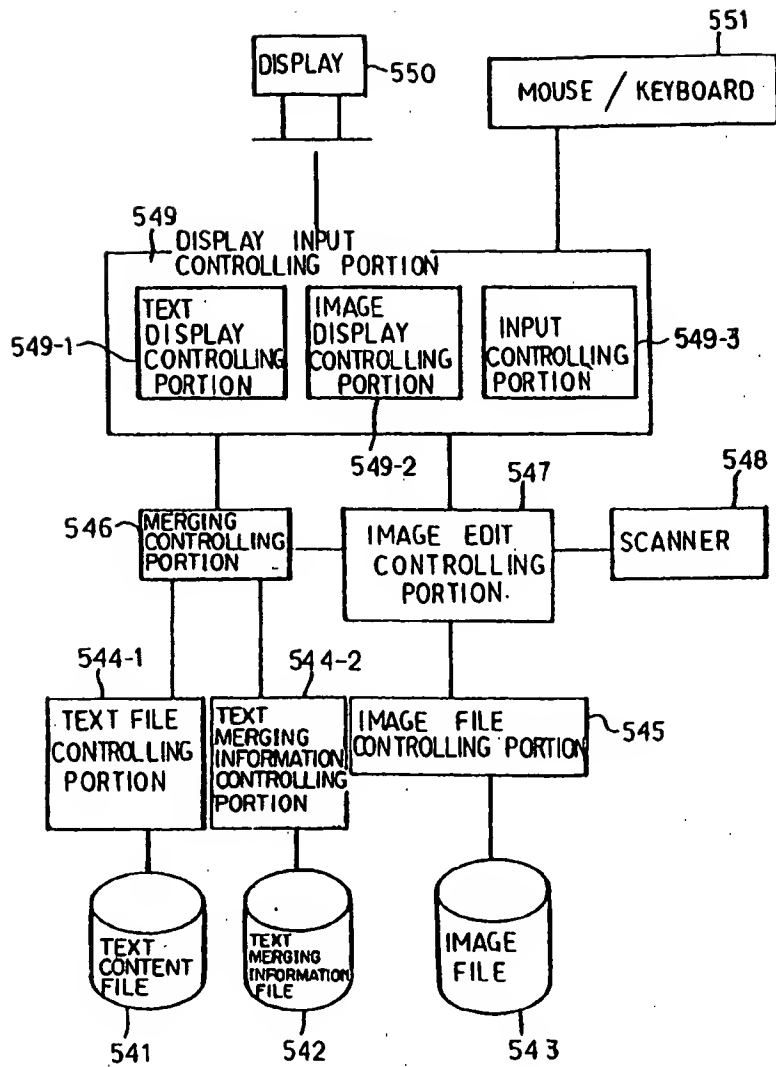 551
DISPLAY
550
MOUSE / KEYBOARD
549
DISPLAY INPUT
CONTROLLING PORTION
TEXT
DISPLAY
CONTROLLING
PORTION
549-1
IMAGE
DISPLAY
CONTROLLING
PORTION
549-2
INPUT
CONTROLLING
PORTION
549-3
546
MERGING
CONTROLLING
PORTION
547
IMAGE EDIT
CONTROLLING
PORTION.
548
SCANNER
544-1
TEXT FILE
CONTROLLING
PORTION
544-2
TEXT
MERGING
INFORMATION
CONTROLLING
PORTION
IMAGE FILE
CONTROLLING PORTION
545
TEXT
CONTENT
FILE
541
TEXT
MERGING
INFORMATION
FILE
542
IMAGE
FILE
543